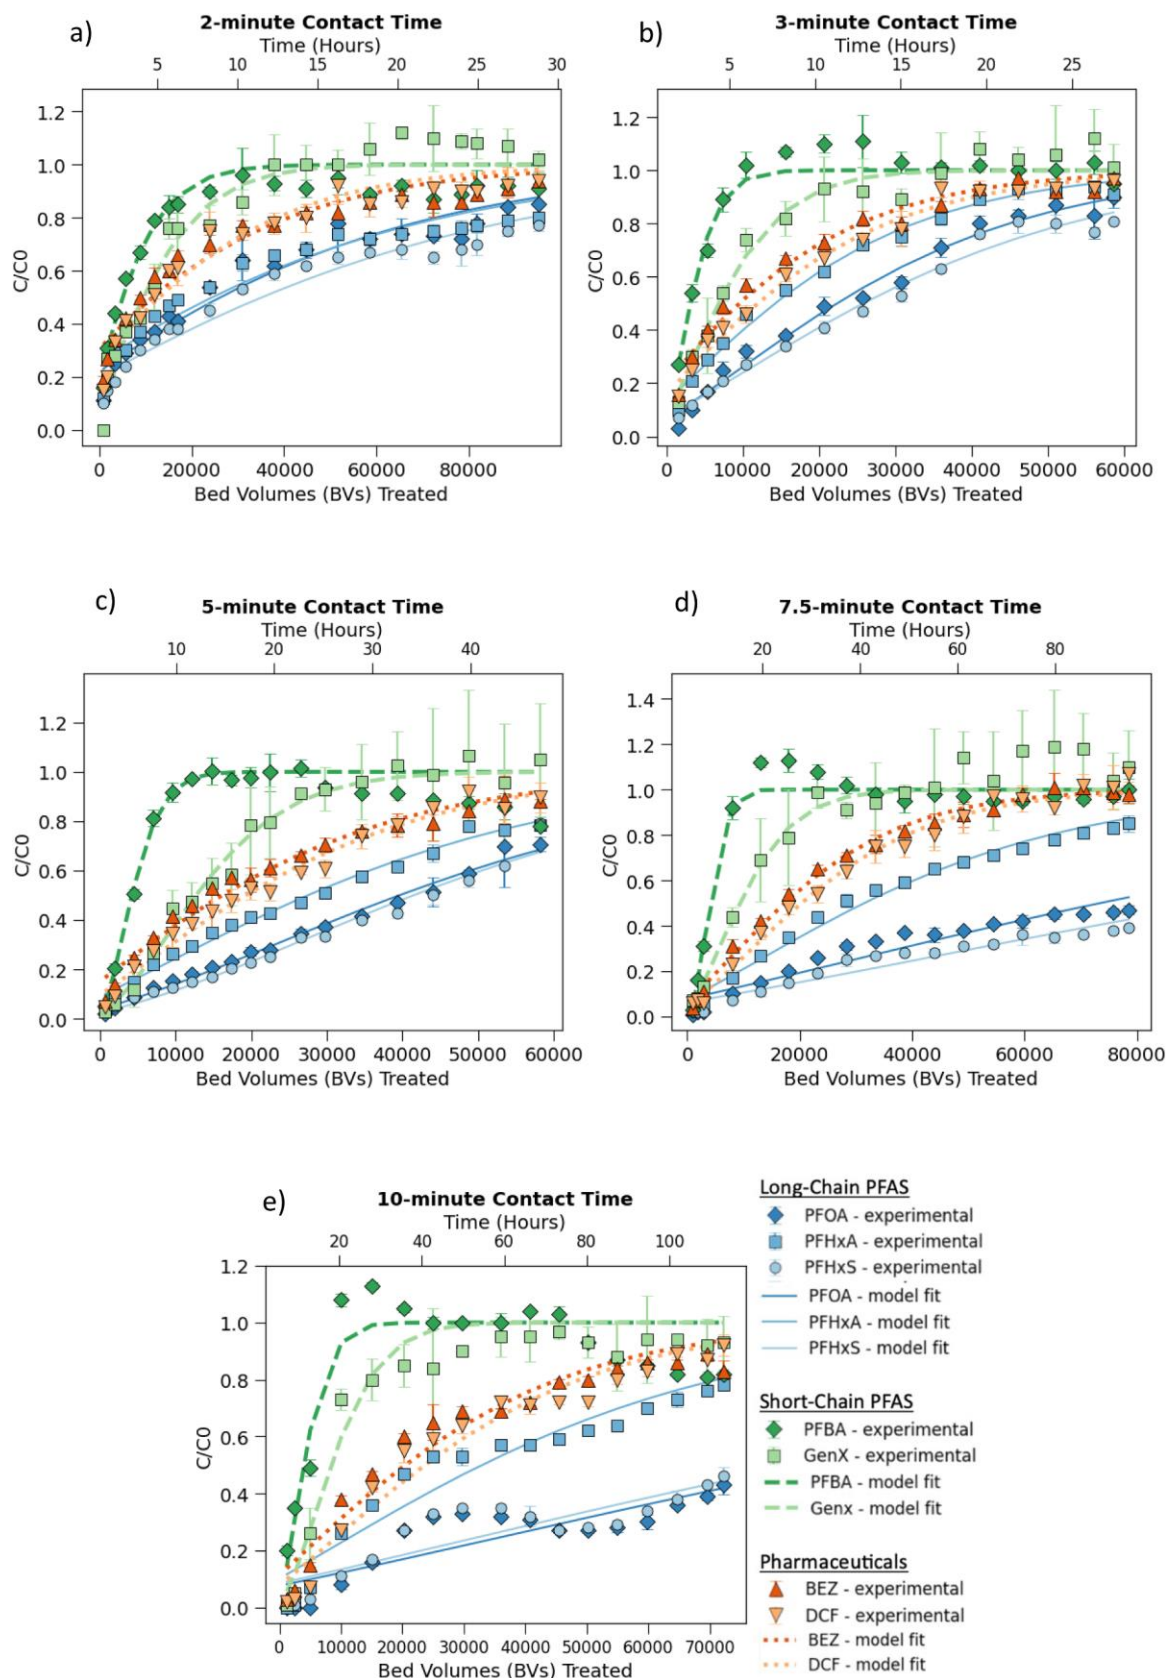 a)
2-minute Contact Time
Time (Hours)
5 10 15 20 25 30
1.2
1.0
0.8
0.6
0.4
0.2
0.0
C/C0
0 20000 40000 60000 80000
Bed Volumes (BVs) Treated
b)
3-minute Contact Time
Time (Hours)
5 10 15 20 25
1.2
1.0
0.8
0.6
0.4
0.2
0.0
C/C0
0 10000 20000 30000 40000 50000 60000
Bed Volumes (BVs) Treated
c)
5-minute Contact Time
Time (Hours)
10 20 30 40
1.2
1.0
0.8
0.6
0.4
0.2
0.0
C/C0
0 10000 20000 30000 40000 50000 60000
Bed Volumes (BVs) Treated
d)
7.5-minute Contact Time
Time (Hours)
20 40 60 80
1.4
1.2
1.0
0.8
0.6
0.4
0.2
0.0
C/C0
0 20000 40000 60000 80000
Bed Volumes (BVs) Treated
e)
10-minute Contact Time
Time (Hours)
20 40 60 80 100
1.2
1.0
0.8
0.6
0.4
0.2
0.0
C/C0
0 10000 20000 30000 40000 50000 60000 70000
Bed Volumes (BVs) Treated
Long-Chain PFAS
PFOA - experimental
PFHxA - experimental
PFHxS - experimental
PFOA - model fit
PFHxA - model fit
PFHxS - model fit
Short-Chain PFAS
PFBA - experimental
GenX - experimental
PFBA - model fit
Genx - model fit
Pharmaceuticals
BEZ - experimental
DCF - experimental
BEZ - model fit
DCF - model fit